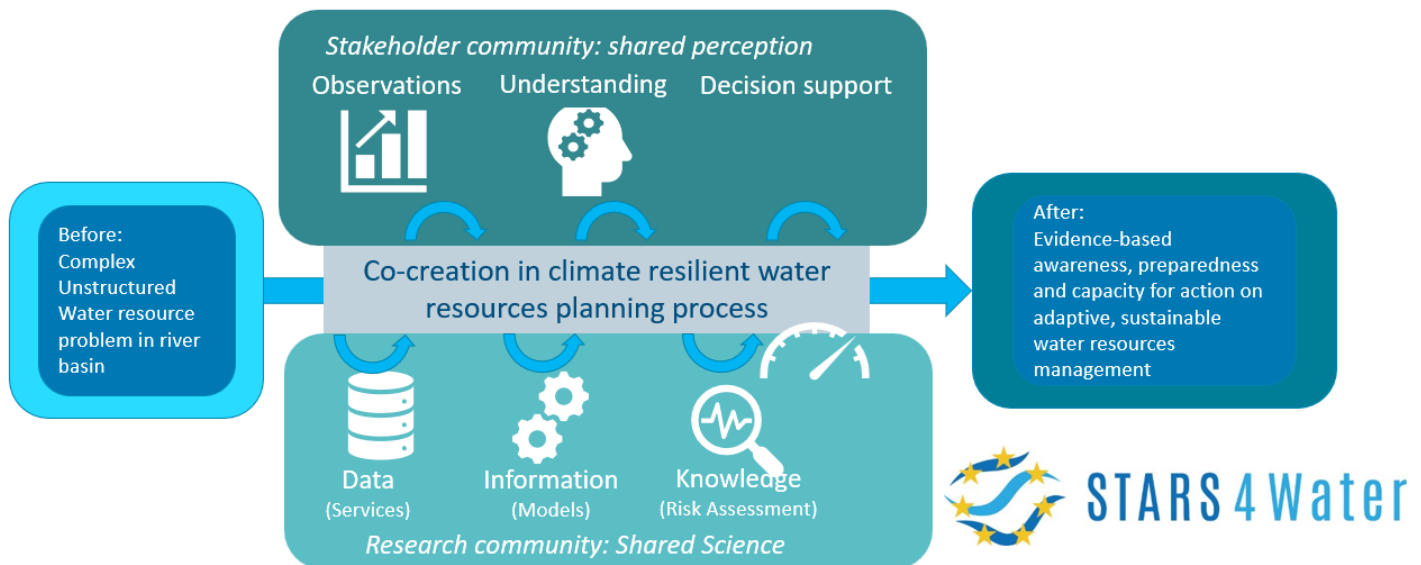 Stakeholder community: shared perception
Observations
Understanding
Decision support
Before:
Complex
Unstructured
Water resource
problem in river
basin
Co-creation in climate resilient water
resources planning process
After:
Evidence-based
awareness, preparedness
and capacity for action on
adaptive, sustainable
water resources
management
Data
(Services)
Information
(Models)
Knowledge
(Risk Assessment)
Research community: Shared Science
STARS4Water